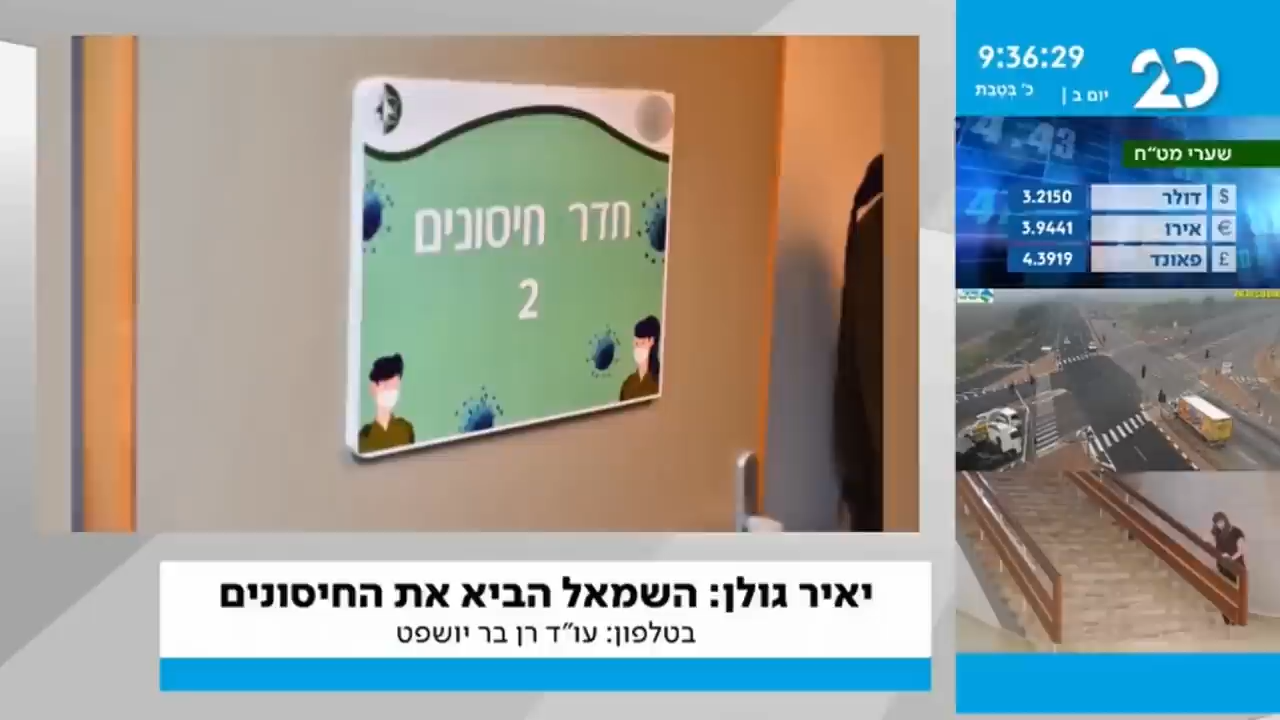 חדר חיסונים
2
יאיר גולן: השמאל הביא את החיסונים
בטלפון: עו״ד רן בר יושפט
9:36:29
20
יום ב | כ׳ בְּטֵבֵת
שערי מט״ח
$ דולר 3.2150
€ אירו 3.9441
£ פאונד 4.3919